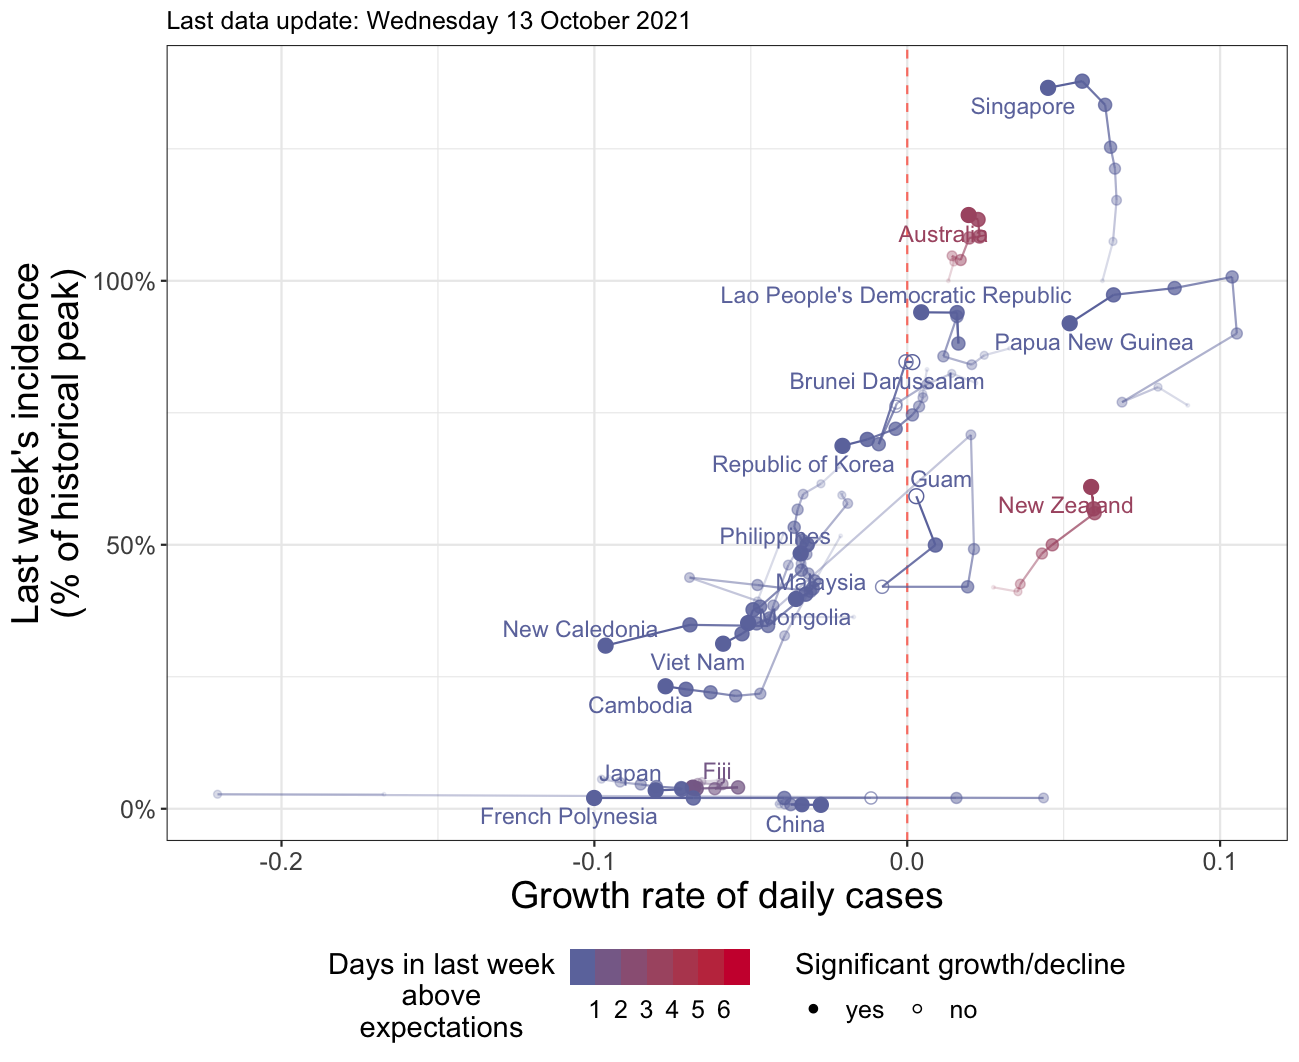 Last data update: Wednesday 13 October 2021
Last week's incidence
(% of historical peak)
100%
50%
0%
Singapore
Australia
Lao People's Democratic Republic
Papua New Guinea
Brunei Darussalam
Republic of Korea
Guam
New Zealand
Philippines
Malaysia
Mongolia
New Caledonia
Viet Nam
Cambodia
Japan
Fiji
French Polynesia
China
-0.2
-0.1
0.0
0.1
Growth rate of daily cases
Days in last week
above
expectations
1 2 3 4 5 6
Significant growth/decline
yes
no